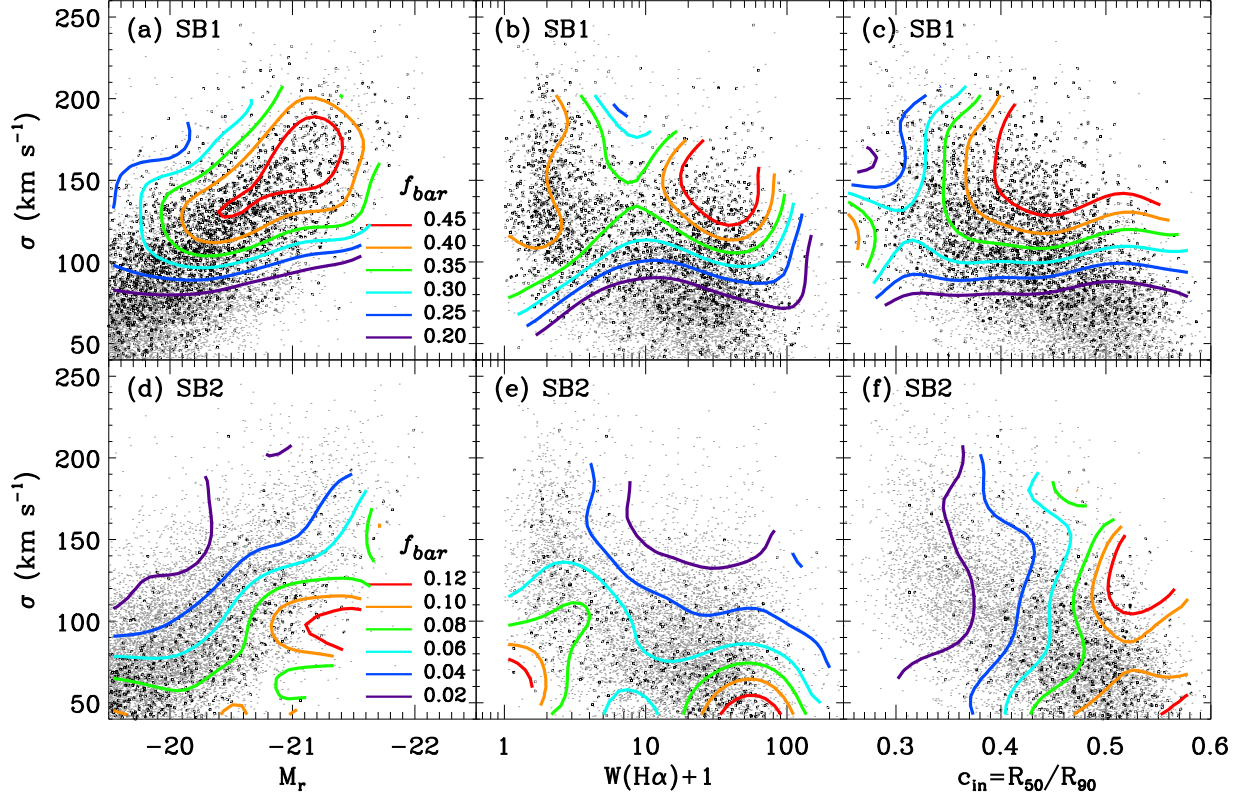 (a) SB1
(b) SB1
(c) SB1
250
200
150
100
50
σ (km s⁻¹)
f_bar
0.45
0.40
0.35
0.30
0.25
0.20
(d) SB2
(e) SB2
(f) SB2
250
200
150
100
50
σ (km s⁻¹)
f_bar
0.12
0.10
0.08
0.06
0.04
0.02
−20 −21 −22
1 10 100
0.3 0.4 0.5 0.6
M_r
W(Hα)+1
c_in=R_50/R_90